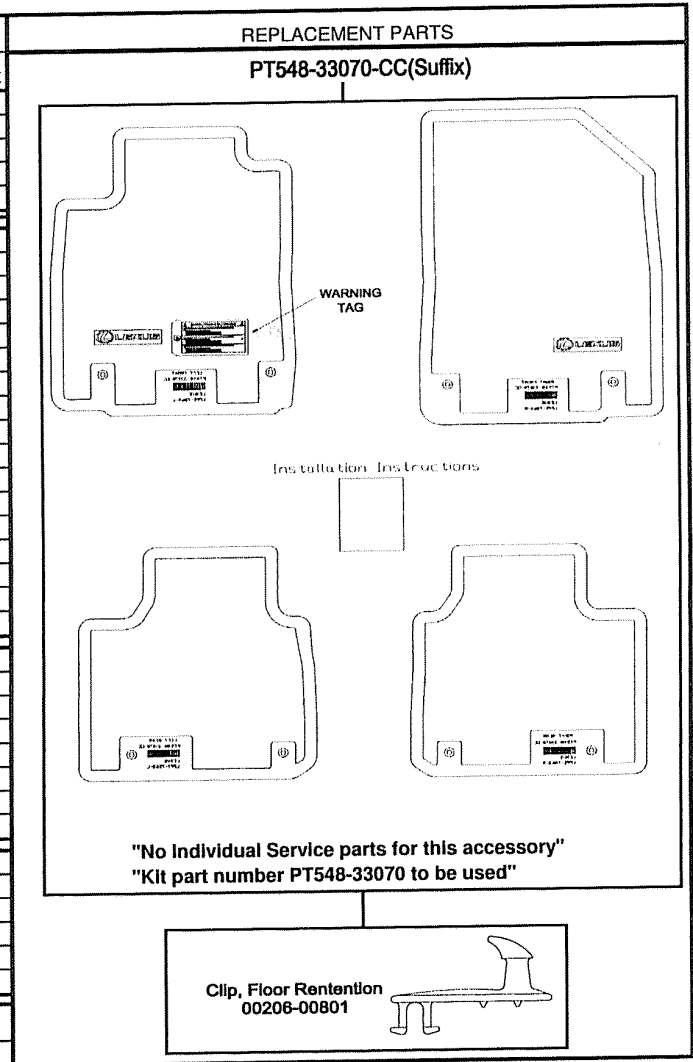 REPLACEMENT PARTS
PT548-33070-CC(Suffix)
WARNING
TAG
Installation Instructions
"No Individual Service parts for this accessory"
"Kit part number PT548-33070 to be used"
Clip, Floor Rentention
00206-00801